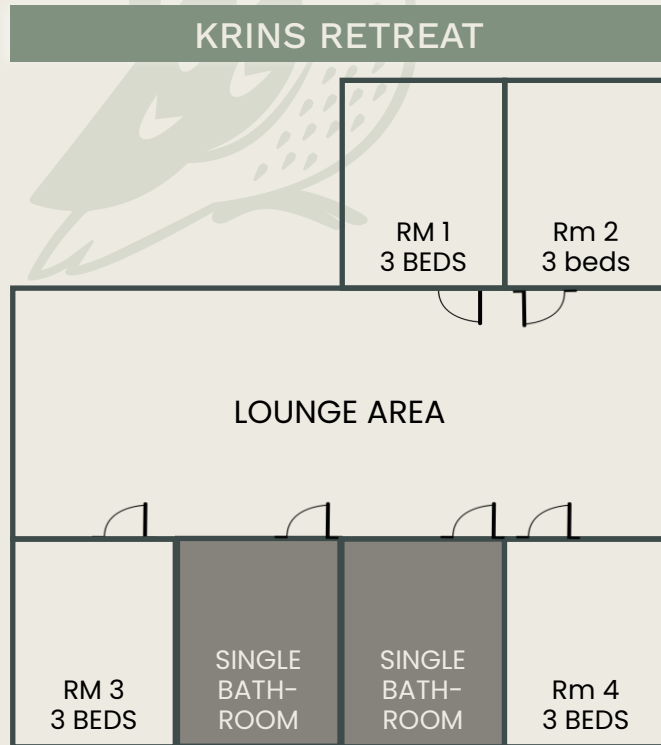 KRINS RETREAT
RM 1
3 BEDS
Rm 2
3 beds
LOUNGE AREA
RM 3
3 BEDS
SINGLE
BATH-
ROOM
SINGLE
BATH-
ROOM
Rm 4
3 BEDS